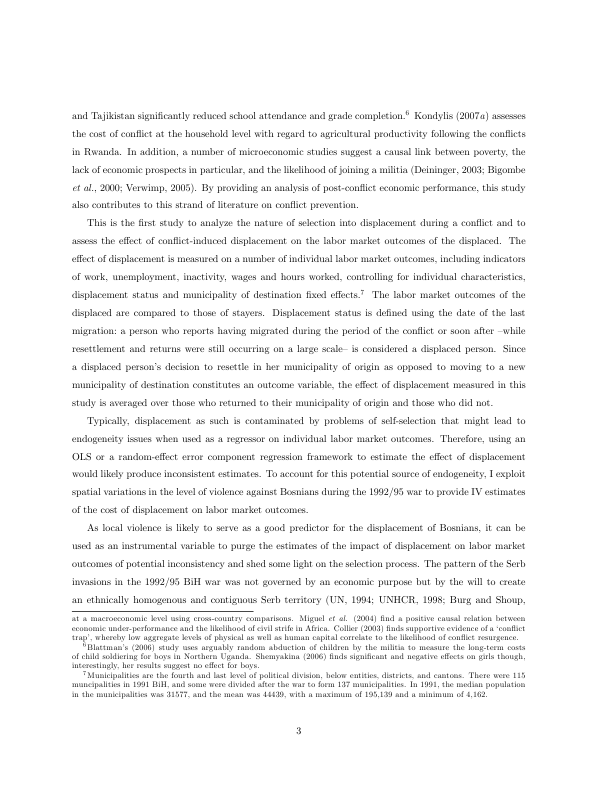 and Tajikistan significantly reduced school attendance and grade completion.6 Kondylis (2007a) assesses
the cost of conflict at the household level with regard to agricultural productivity following the conflicts
in Rwanda. In addition, a number of microeconomic studies suggest a causal link between poverty, the
lack of economic prospects in particular, and the likelihood of joining a militia (Deininger, 2003; Bigombe
et al., 2000; Verwimp, 2005). By providing an analysis of post-conflict economic performance, this study
also contributes to this strand of literature on conflict prevention.
This is the first study to analyze the nature of selection into displacement during a conflict and to
assess the effect of conflict-induced displacement on the labor market outcomes of the displaced. The
effect of displacement is measured on a number of individual labor market outcomes, including indicators
of work, unemployment, inactivity, wages and hours worked, controlling for individual characteristics,
displacement status and municipality of destination fixed effects.7 The labor market outcomes of the
displaced are compared to those of stayers. Displacement status is defined using the date of the last
migration: a person who reports having migrated during the period of the conflict or soon after –while
resettlement and returns were still occurring on a large scale– is considered a displaced person. Since
a displaced person's decision to resettle in her municipality of origin as opposed to moving to a new
municipality of destination constitutes an outcome variable, the effect of displacement measured in this
study is averaged over those who returned to their municipality of origin and those who did not.
Typically, displacement as such is contaminated by problems of self-selection that might lead to
endogeneity issues when used as a regressor on individual labor market outcomes. Therefore, using an
OLS or a random-effect error component regression framework to estimate the effect of displacement
would likely produce inconsistent estimates. To account for this potential source of endogeneity, I exploit
spatial variations in the level of violence against Bosnians during the 1992/95 war to provide IV estimates
of the cost of displacement on labor market outcomes.
As local violence is likely to serve as a good predictor for the displacement of Bosnians, it can be
used as an instrumental variable to purge the estimates of the impact of displacement on labor market
outcomes of potential inconsistency and shed some light on the selection process. The pattern of the Serb
invasions in the 1992/95 BiH war was not governed by an economic purpose but by the will to create
an ethnically homogenous and contiguous Serb territory (UN, 1994; UNHCR, 1998; Burg and Shoup,
at a macroeconomic level using cross-country comparisons. Miguel et al. (2004) find a positive causal relation between
economic under-performance and the likelihood of civil strife in Africa. Collier (2003) finds supportive evidence of a 'conflict
trap', whereby low aggregate levels of physical as well as human capital correlate to the likelihood of conflict resurgence.
6Blattman's (2006) study uses arguably random abduction of children by the militia to measure the long-term costs
of child soldiering for boys in Northern Uganda. Shemyakina (2006) finds significant and negative effects on girls though,
interestingly, her results suggest no effect for boys.
7Municipalities are the fourth and last level of political division, below entities, districts, and cantons. There were 115
muncipalities in 1991 BiH, and some were divided after the war to form 137 municipalities. In 1991, the median population
in the municipalities was 31577, and the mean was 44439, with a maximum of 195,139 and a minimum of 4,162.
3